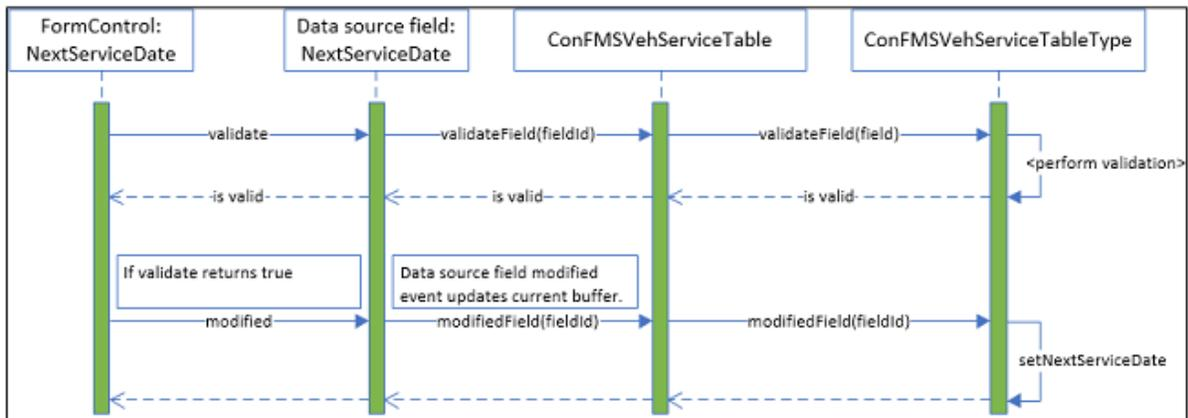 FormControl:
NextServiceDate
Data source field:
NextServiceDate
ConFMSVehServiceTable
ConFMSVehServiceTableType
validate
validateField(fieldId)
validateField(field)
<perform validation>
is valid
is valid
is valid
If validate returns true
Data source field modified
event updates current buffer.
modified
modifiedField(fieldId)
modifiedField(fieldId)
setNextServiceDate